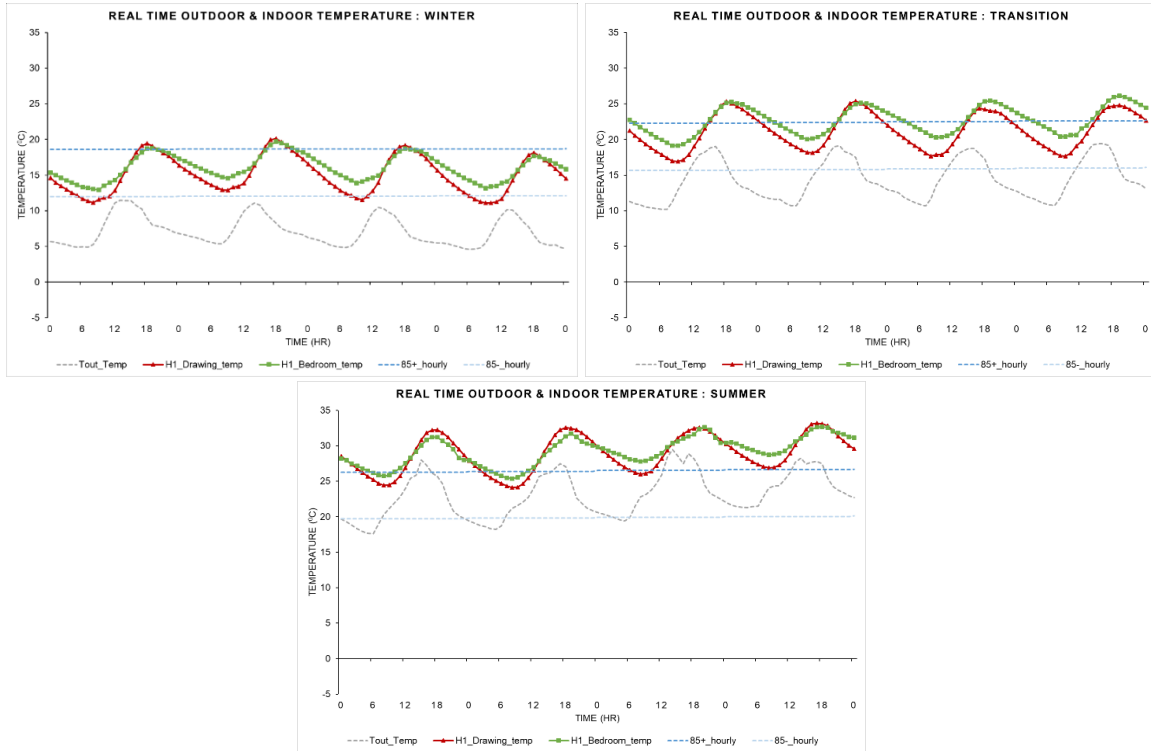 REAL TIME OUTDOOR & INDOOR TEMPERATURE : WINTER
35
30
25
20
15
10
5
0
-5
TEMPERATURE (ºC)
0 6 12 18 0 6 12 18 0 6 12 18 0 6 12 18 0
TIME (HR)
Tout_Temp H1_Drawing_temp H1_Bedroom_temp 85+_hourly 85-_hourly
REAL TIME OUTDOOR & INDOOR TEMPERATURE : TRANSITION
35
30
25
20
15
10
5
0
-5
TEMPERATURE (ºC)
0 6 12 18 0 6 12 18 0 6 12 18 0 6 12 18 0
TIME (HR)
Tout_Temp H1_Drawing_temp H1_Bedroom_temp 85+_hourly 85-_hourly
REAL TIME OUTDOOR & INDOOR TEMPERATURE : SUMMER
35
30
25
20
15
10
5
0
-5
TEMPERATURE (ºC)
0 6 12 18 0 6 12 18 0 6 12 18 0 6 12 18 0
TIME (HR)
Tout_Temp H1_Drawing_temp H1_Bedroom_temp 85+_hourly 85-_hourly